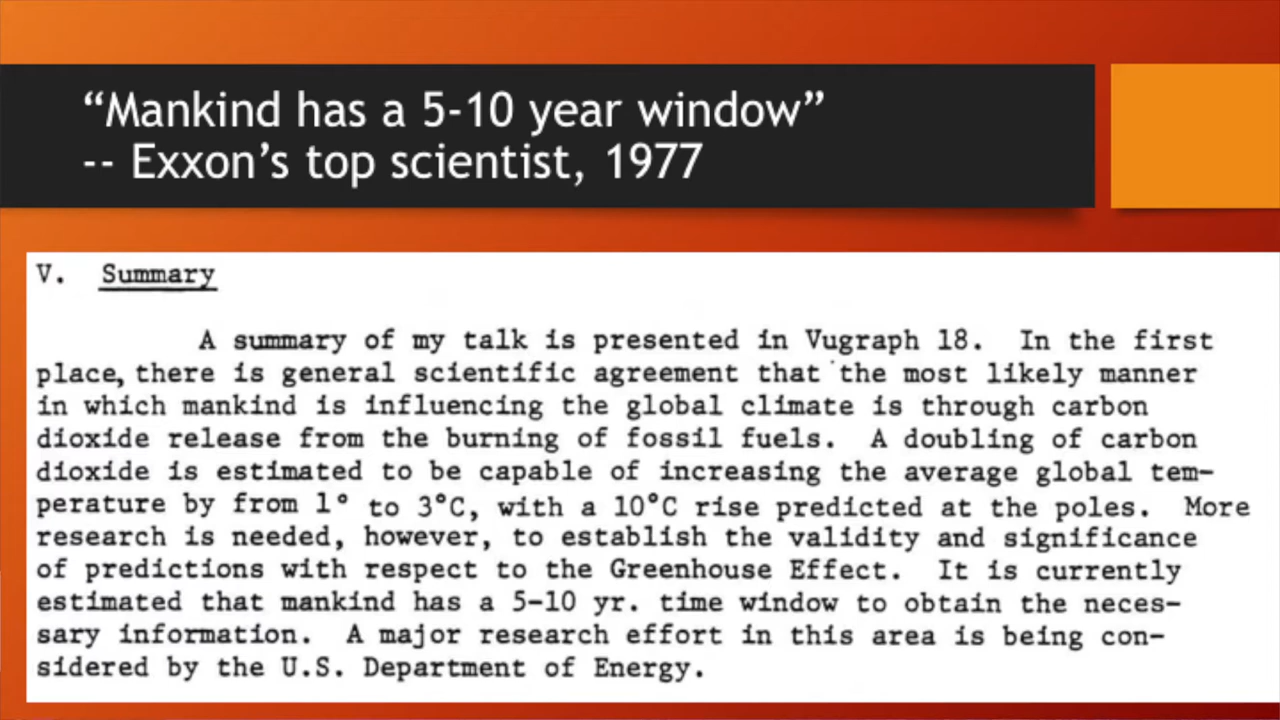 “Mankind has a 5-10 year window”
-- Exxon’s top scientist, 1977
V. Summary
A summary of my talk is presented in Vugraph 18. In the first
place, there is general scientific agreement that the most likely manner
in which mankind is influencing the global climate is through carbon
dioxide release from the burning of fossil fuels. A doubling of carbon
dioxide is estimated to be capable of increasing the average global tem-
perature by from 1° to 3°C, with a 10°C rise predicted at the poles. More
research is needed, however, to establish the validity and significance
of predictions with respect to the Greenhouse Effect. It is currently
estimated that mankind has a 5-10 yr. time window to obtain the neces-
sary information. A major research effort in this area is being con-
sidered by the U.S. Department of Energy.